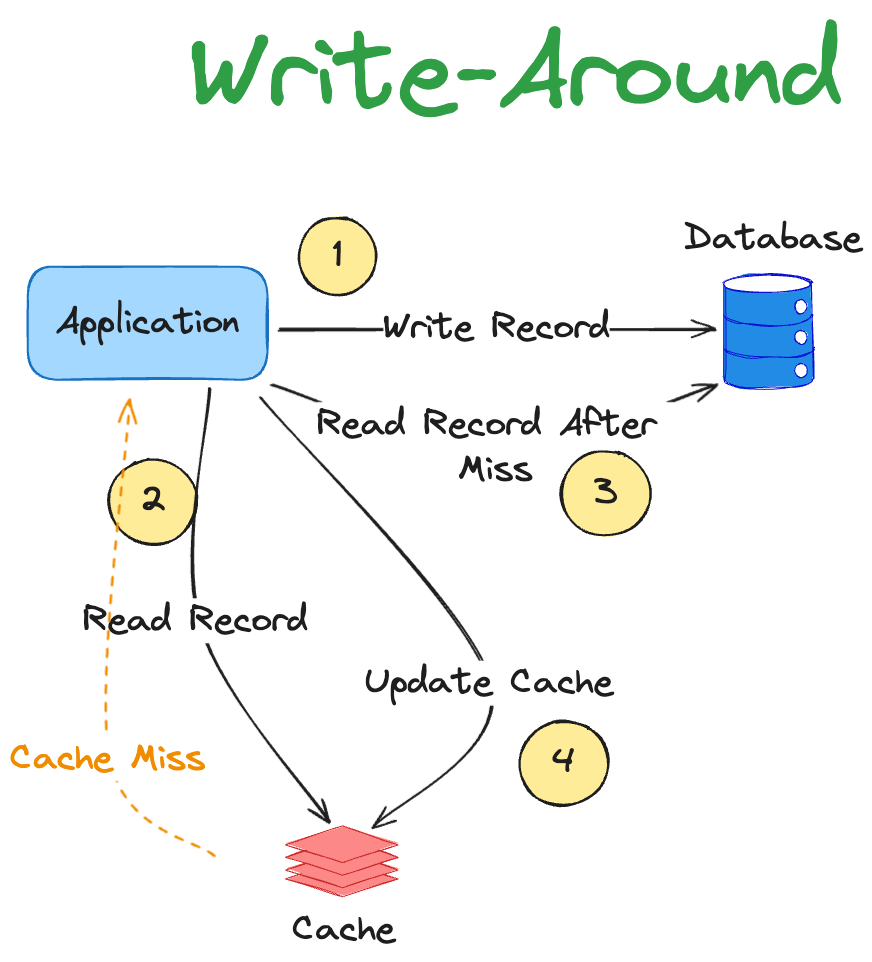 Write-Around
1
Database
Application
Write Record
Read Record After
Miss
3
2
Read Record
Update Cache
Cache Miss
4
Cache